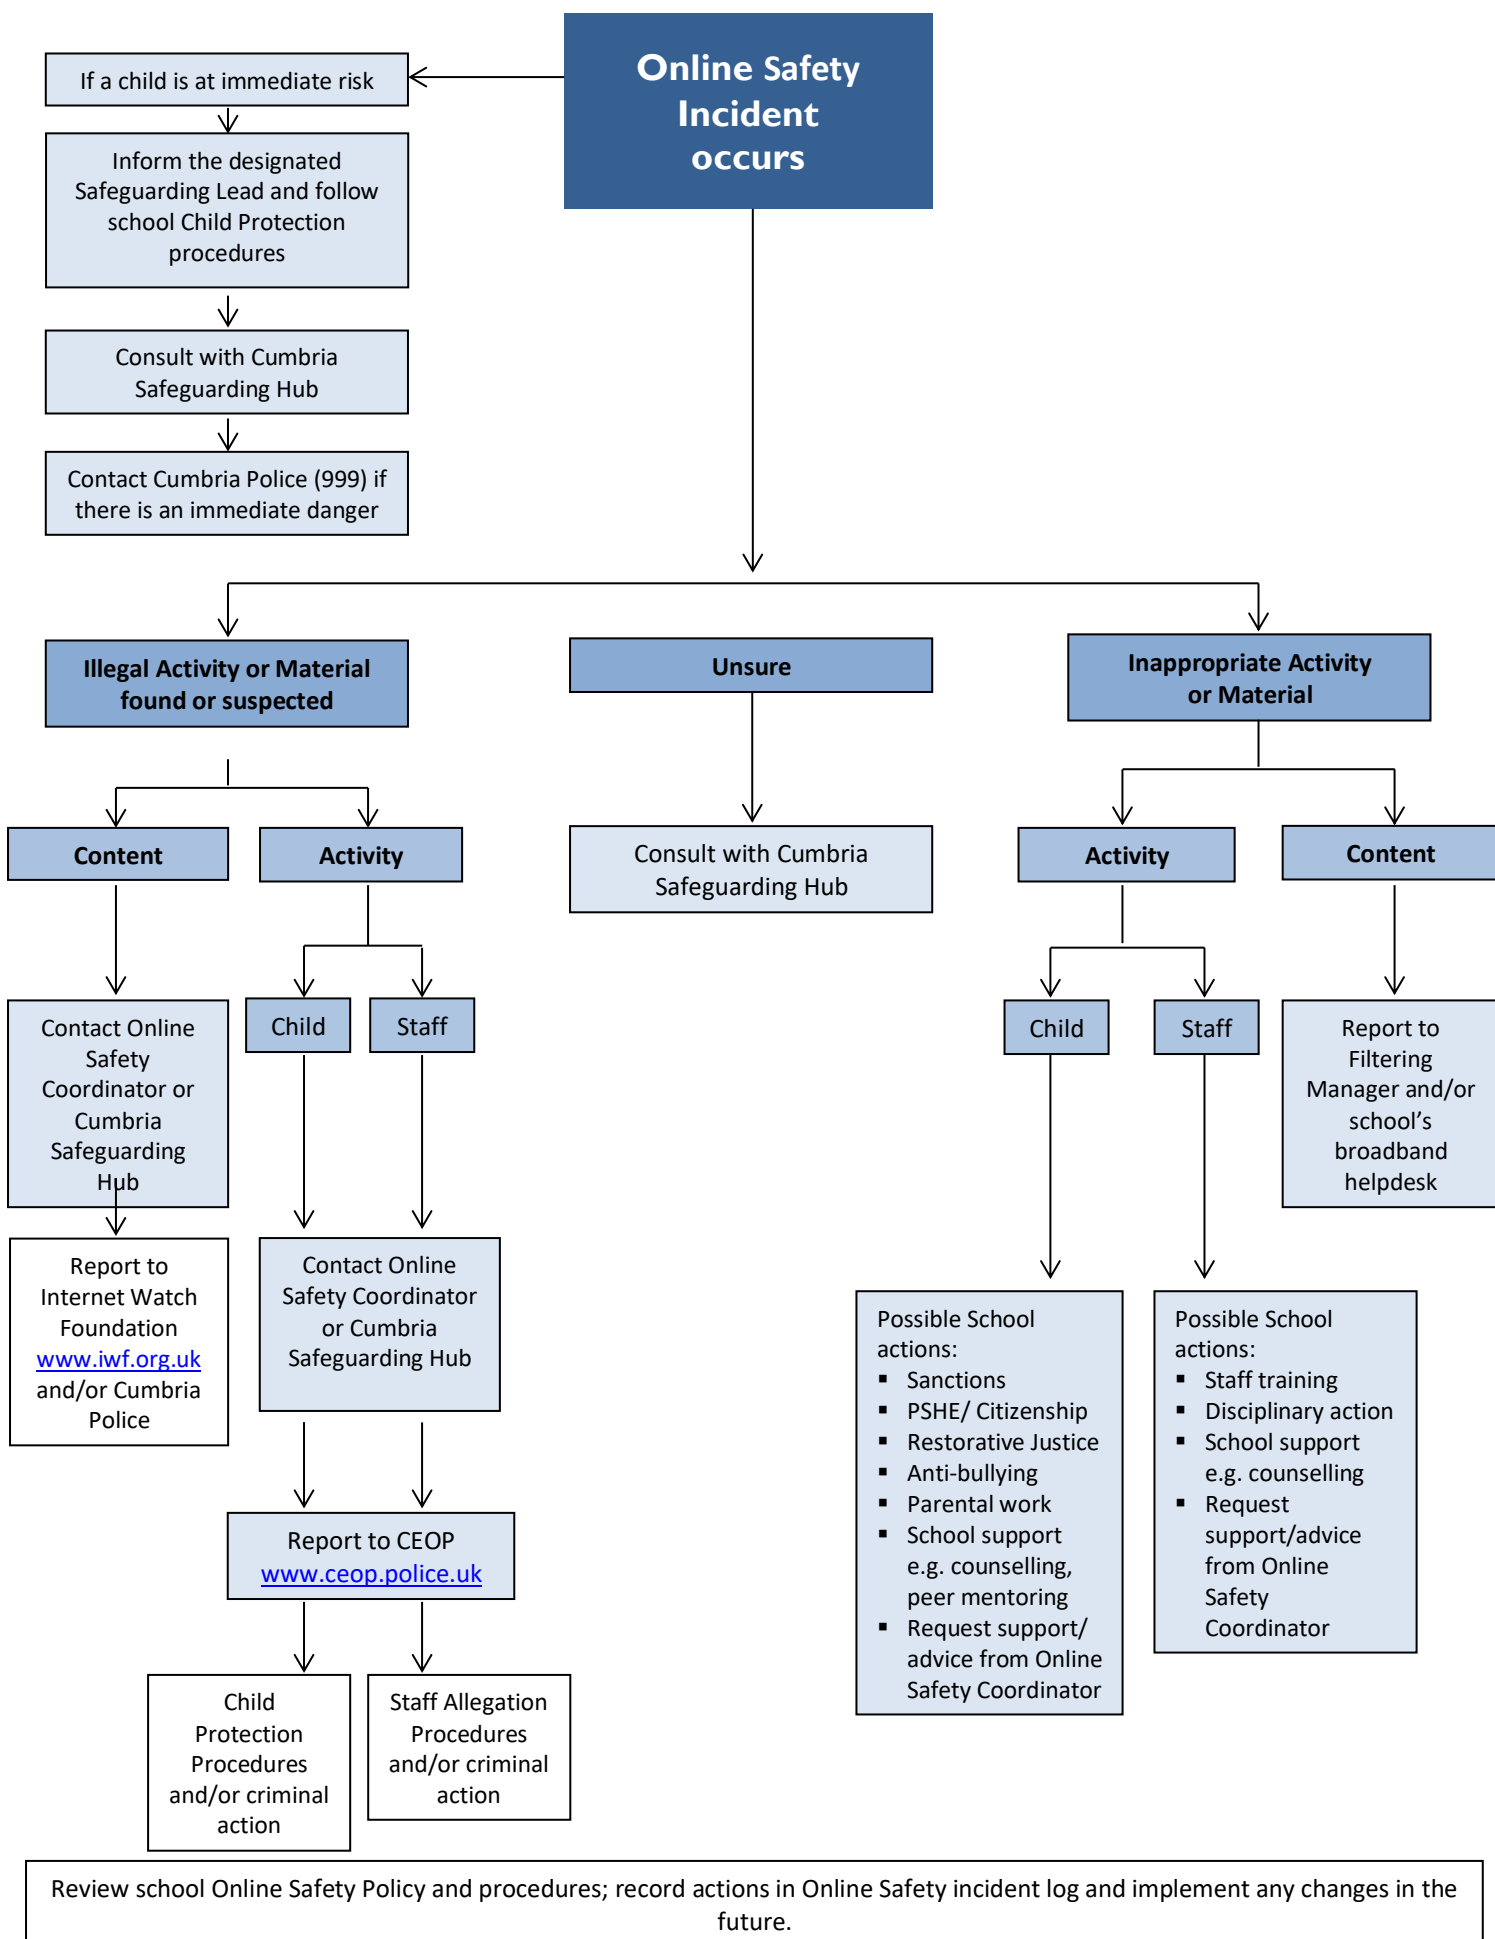 Online Safety
Incident
occurs
If a child is at immediate risk
Inform the designated
Safeguarding Lead and follow
school Child Protection
procedures
Consult with Cumbria
Safeguarding Hub
Contact Cumbria Police (999) if
there is an immediate danger
Illegal Activity or Material
found or suspected
Unsure
Inappropriate Activity
or Material
Content
Activity
Consult with Cumbria
Safeguarding Hub
Activity
Content
Contact Online
Safety
Coordinator or
Cumbria
Safeguarding
Hub
Child
Staff
Child
Staff
Report to
Filtering
Manager and/or
school’s
broadband
helpdesk
Report to
Internet Watch
Foundation
www.iwf.org.uk
and/or Cumbria
Police
Contact Online
Safety Coordinator
or Cumbria
Safeguarding Hub
Possible School
actions:
▪ Sanctions
▪ PSHE/ Citizenship
▪ Restorative Justice
▪ Anti-bullying
▪ Parental work
▪ School support
e.g. counselling,
peer mentoring
▪ Request support/
advice from Online
Safety Coordinator
Possible School
actions:
▪ Staff training
▪ Disciplinary action
▪ School support
e.g. counselling
▪ Request
support/advice
from Online
Safety
Coordinator
Report to CEOP
www.ceop.police.uk
Child
Protection
Procedures
and/or criminal
action
Staff Allegation
Procedures
and/or criminal
action
Review school Online Safety Policy and procedures; record actions in Online Safety incident log and implement any changes in the
future.